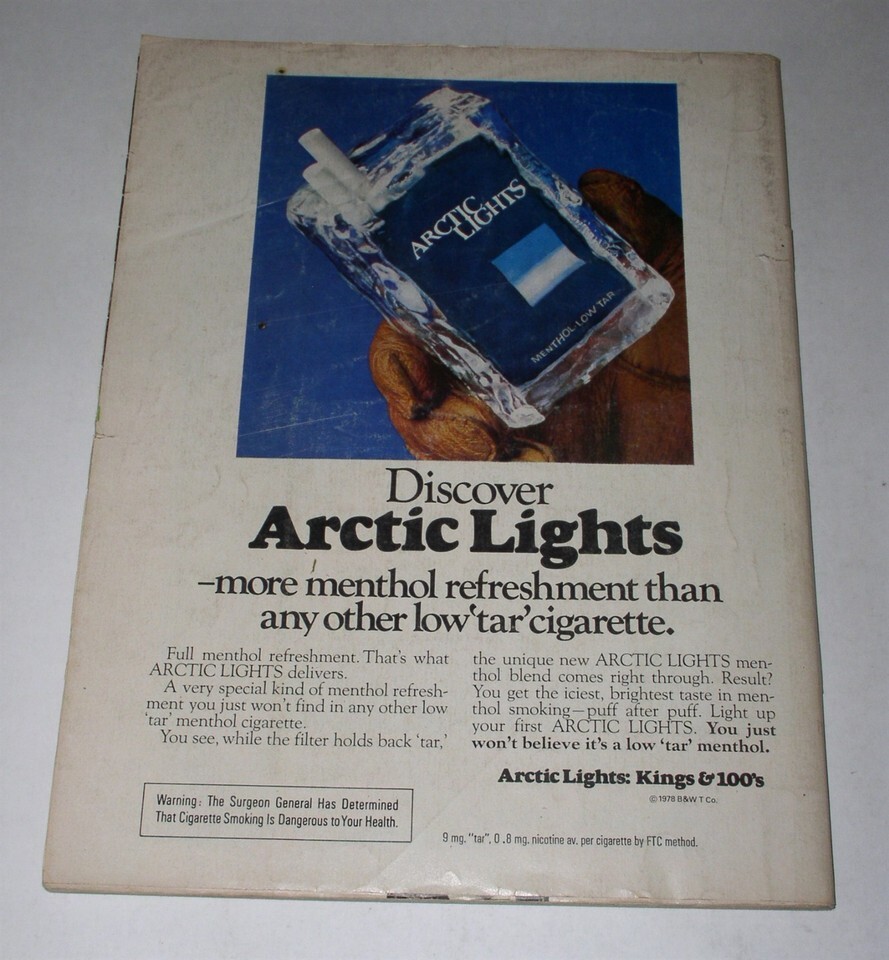 ARCTIC
LIGHTS
MENTHOL·LOW TAR
Discover
Arctic Lights
–more menthol refreshment than
any other low 'tar' cigarette.
Full menthol refreshment. That's what
ARCTIC LIGHTS delivers.
A very special kind of menthol refresh-
ment you just won't find in any other low
'tar' menthol cigarette.
You see, while the filter holds back 'tar,'
the unique new ARCTIC LIGHTS men-
thol blend comes right through. Result?
You get the iciest, brightest taste in men-
thol smoking—puff after puff. Light up
your first ARCTIC LIGHTS. You just
won't believe it's a low 'tar' menthol.
Arctic Lights: Kings & 100's
© 1978 B&W T Co.
Warning: The Surgeon General Has Determined
That Cigarette Smoking Is Dangerous to Your Health.
9 mg. "tar", 0.8 mg. nicotine av. per cigarette by FTC method.